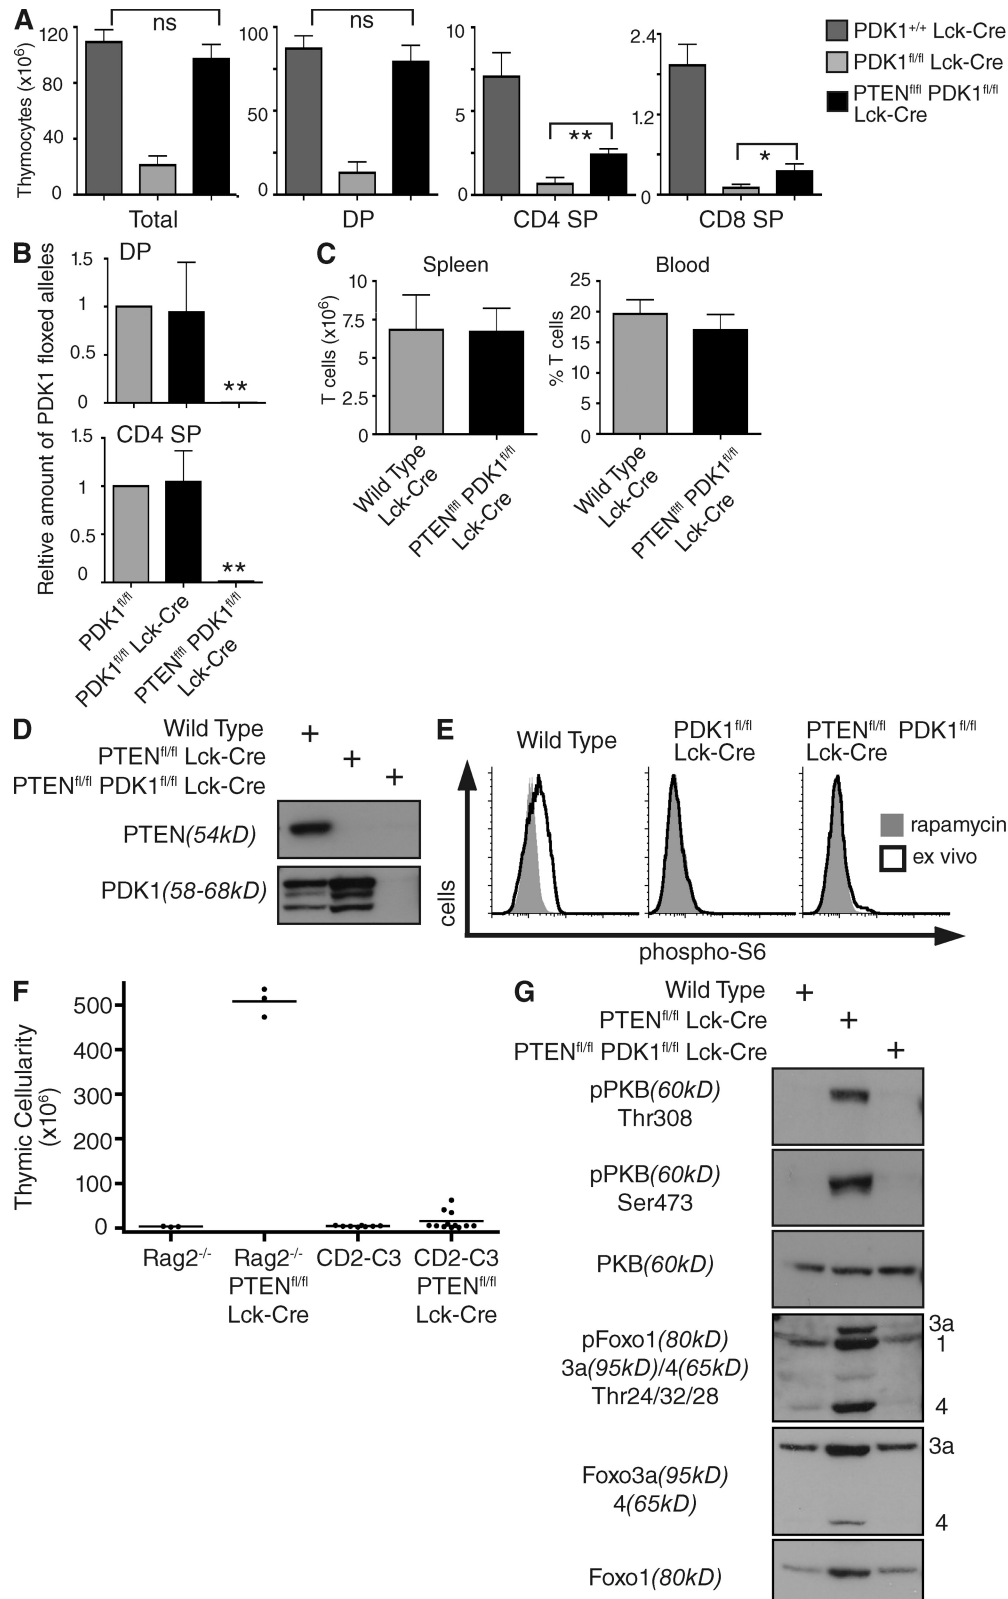 A
ns
ns
Thymocytes (x10⁶)
120
80
40
0
Total
100
50
0
DP
10
5
0
**
CD4 SP
2.4
1.2
0
*
CD8 SP
PDK1+/+ Lck-Cre
PDK1fl/fl Lck-Cre
PTENflfl PDK1fl/fl
Lck-Cre
B
DP
Reltive amount of PDK1 floxed alleles
1.5
1
0.5
0
**
CD4 SP
1.5
1
0.5
0
**
PDK1fl/fl
PDK1fl/fl Lck-Cre
PTENflfl PDK1fl/fl
Lck-Cre
C
Spleen
T cells (x10⁶)
10
7.5
5
2.5
0
Wild Type
Lck-Cre
PTENflfl PDK1fl/fl
Lck-Cre
Blood
% T cells
25
20
15
10
5
0
Wild Type
Lck-Cre
PTENflfl PDK1fl/fl
Lck-Cre
D
Wild Type +
PTENfl/fl Lck-Cre +
PTENfl/fl PDK1fl/fl Lck-Cre +
PTEN(54kD)
PDK1(58-68kD)
E
Wild Type
PDK1fl/fl
Lck-Cre
PTENfl/fl PDK1fl/fl
Lck-Cre
rapamycin
ex vivo
cells
phospho-S6
F
Thymic Cellularity
(x10⁶)
500
400
300
200
100
0
Rag2-/-
Rag2-/-
PTENfl/fl
Lck-Cre
CD2-C3
CD2-C3
PTENfl/fl
Lck-Cre
G
Wild Type +
PTENfl/fl Lck-Cre +
PTENfl/fl PDK1fl/fl Lck-Cre +
pPKB(60kD)
Thr308
pPKB(60kD)
Ser473
PKB(60kD)
pFoxo1(80kD)
3a(95kD)/4(65kD)
Thr24/32/28
3a
1
4
Foxo3a(95kD)
4(65kD)
3a
4
Foxo1(80kD)